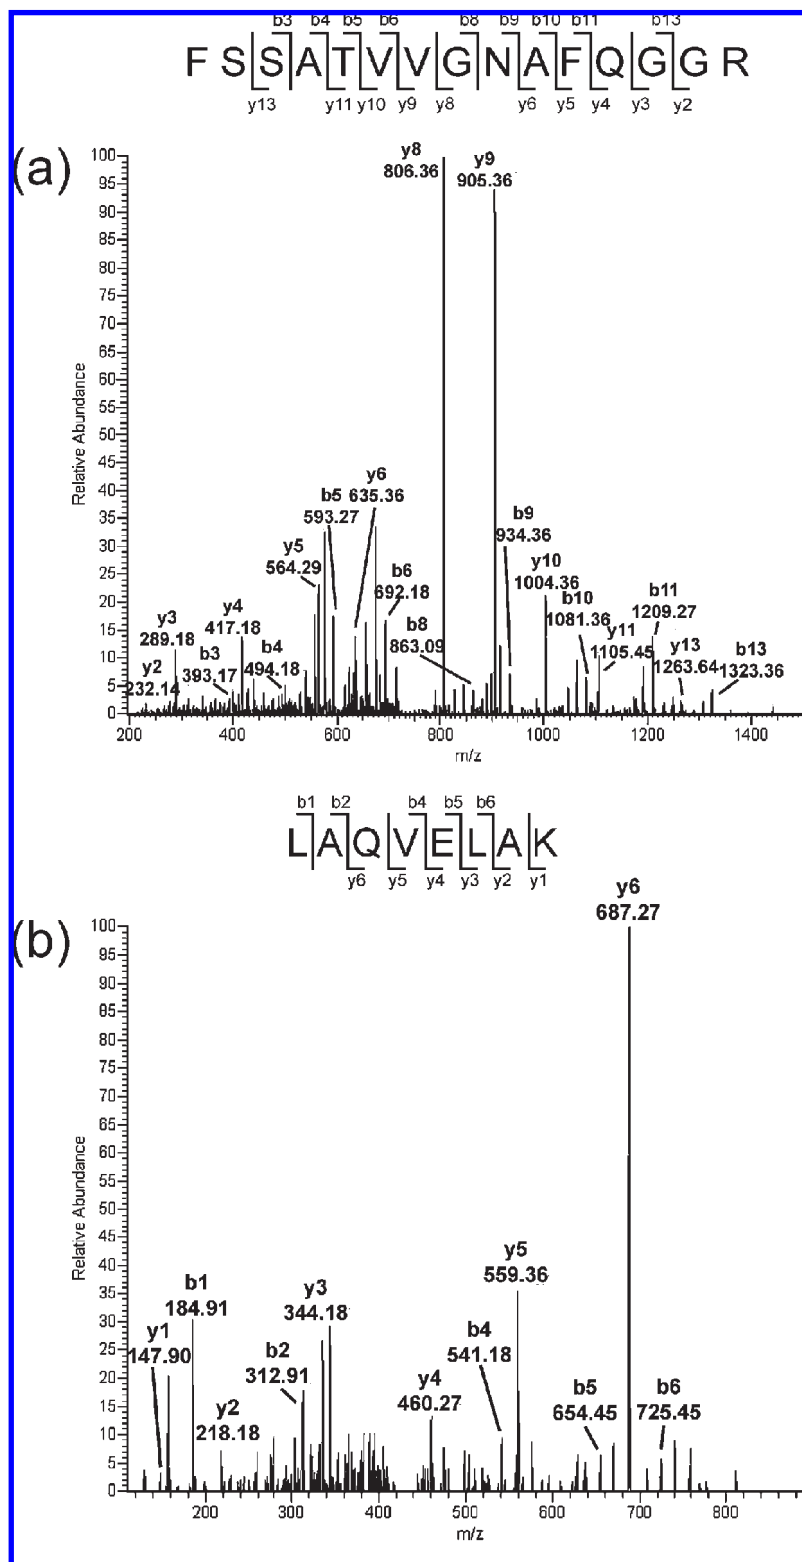 b3 b4 b5 b6 b8 b9 b10 b11 b13
F S S A T V V G N A F Q G G R
y13 y11 y10 y9 y8 y6 y5 y4 y3 y2
(a)
y8 806.36
y9 905.36
y6 635.36
b5 593.27
b9 934.36
y5 564.29
y10 1004.36
b6 692.18
b10 1081.36
b11 1209.27
y3 289.18
y4 417.18
b8 863.09
y11 1105.45
y13 1263.64
b3 393.17
b4 494.18
y2 232.14
b13 1323.36
100
95
90
85
80
75
70
65
60
55
50
45
40
35
30
25
20
15
10
5
0
Relative Abundance
200 400 600 800 1000 1200 1400
m/z
b1 b2 b4 b5 b6
L A Q V E L A K
y6 y5 y4 y3 y2 y1
(b)
y6
687.27
y5
559.36
b1
184.91
y3
344.18
y1
147.90
b2
312.91
b4
541.18
y4
460.27
y2
218.18
b5
654.45
b6
725.45
100
95
90
85
80
75
70
65
60
55
50
45
40
35
30
25
20
15
10
5
0
Relative Abundance
200 300 400 500 600 700 800
m/z